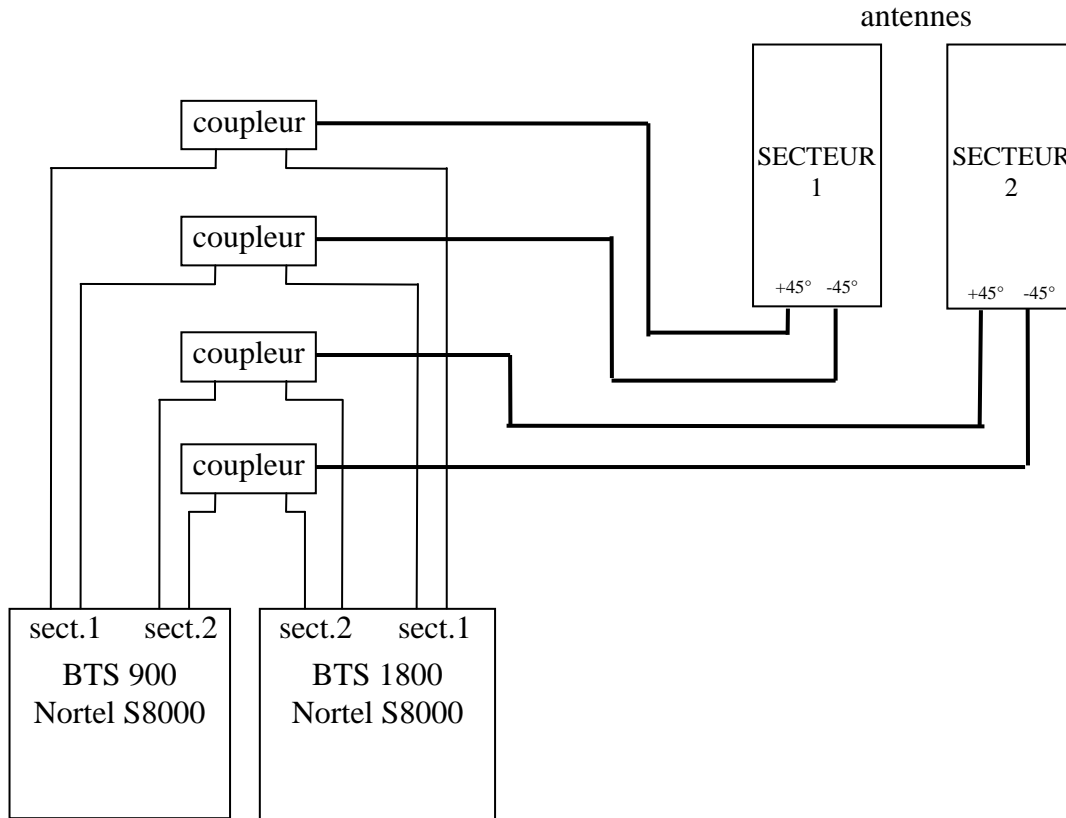 antennes
coupleur
SECTEUR
1
SECTEUR
2
coupleur
+45° -45°
+45° -45°
coupleur
coupleur
sect.1 sect.2
BTS 900
Nortel S8000
sect.2 sect.1
BTS 1800
Nortel S8000